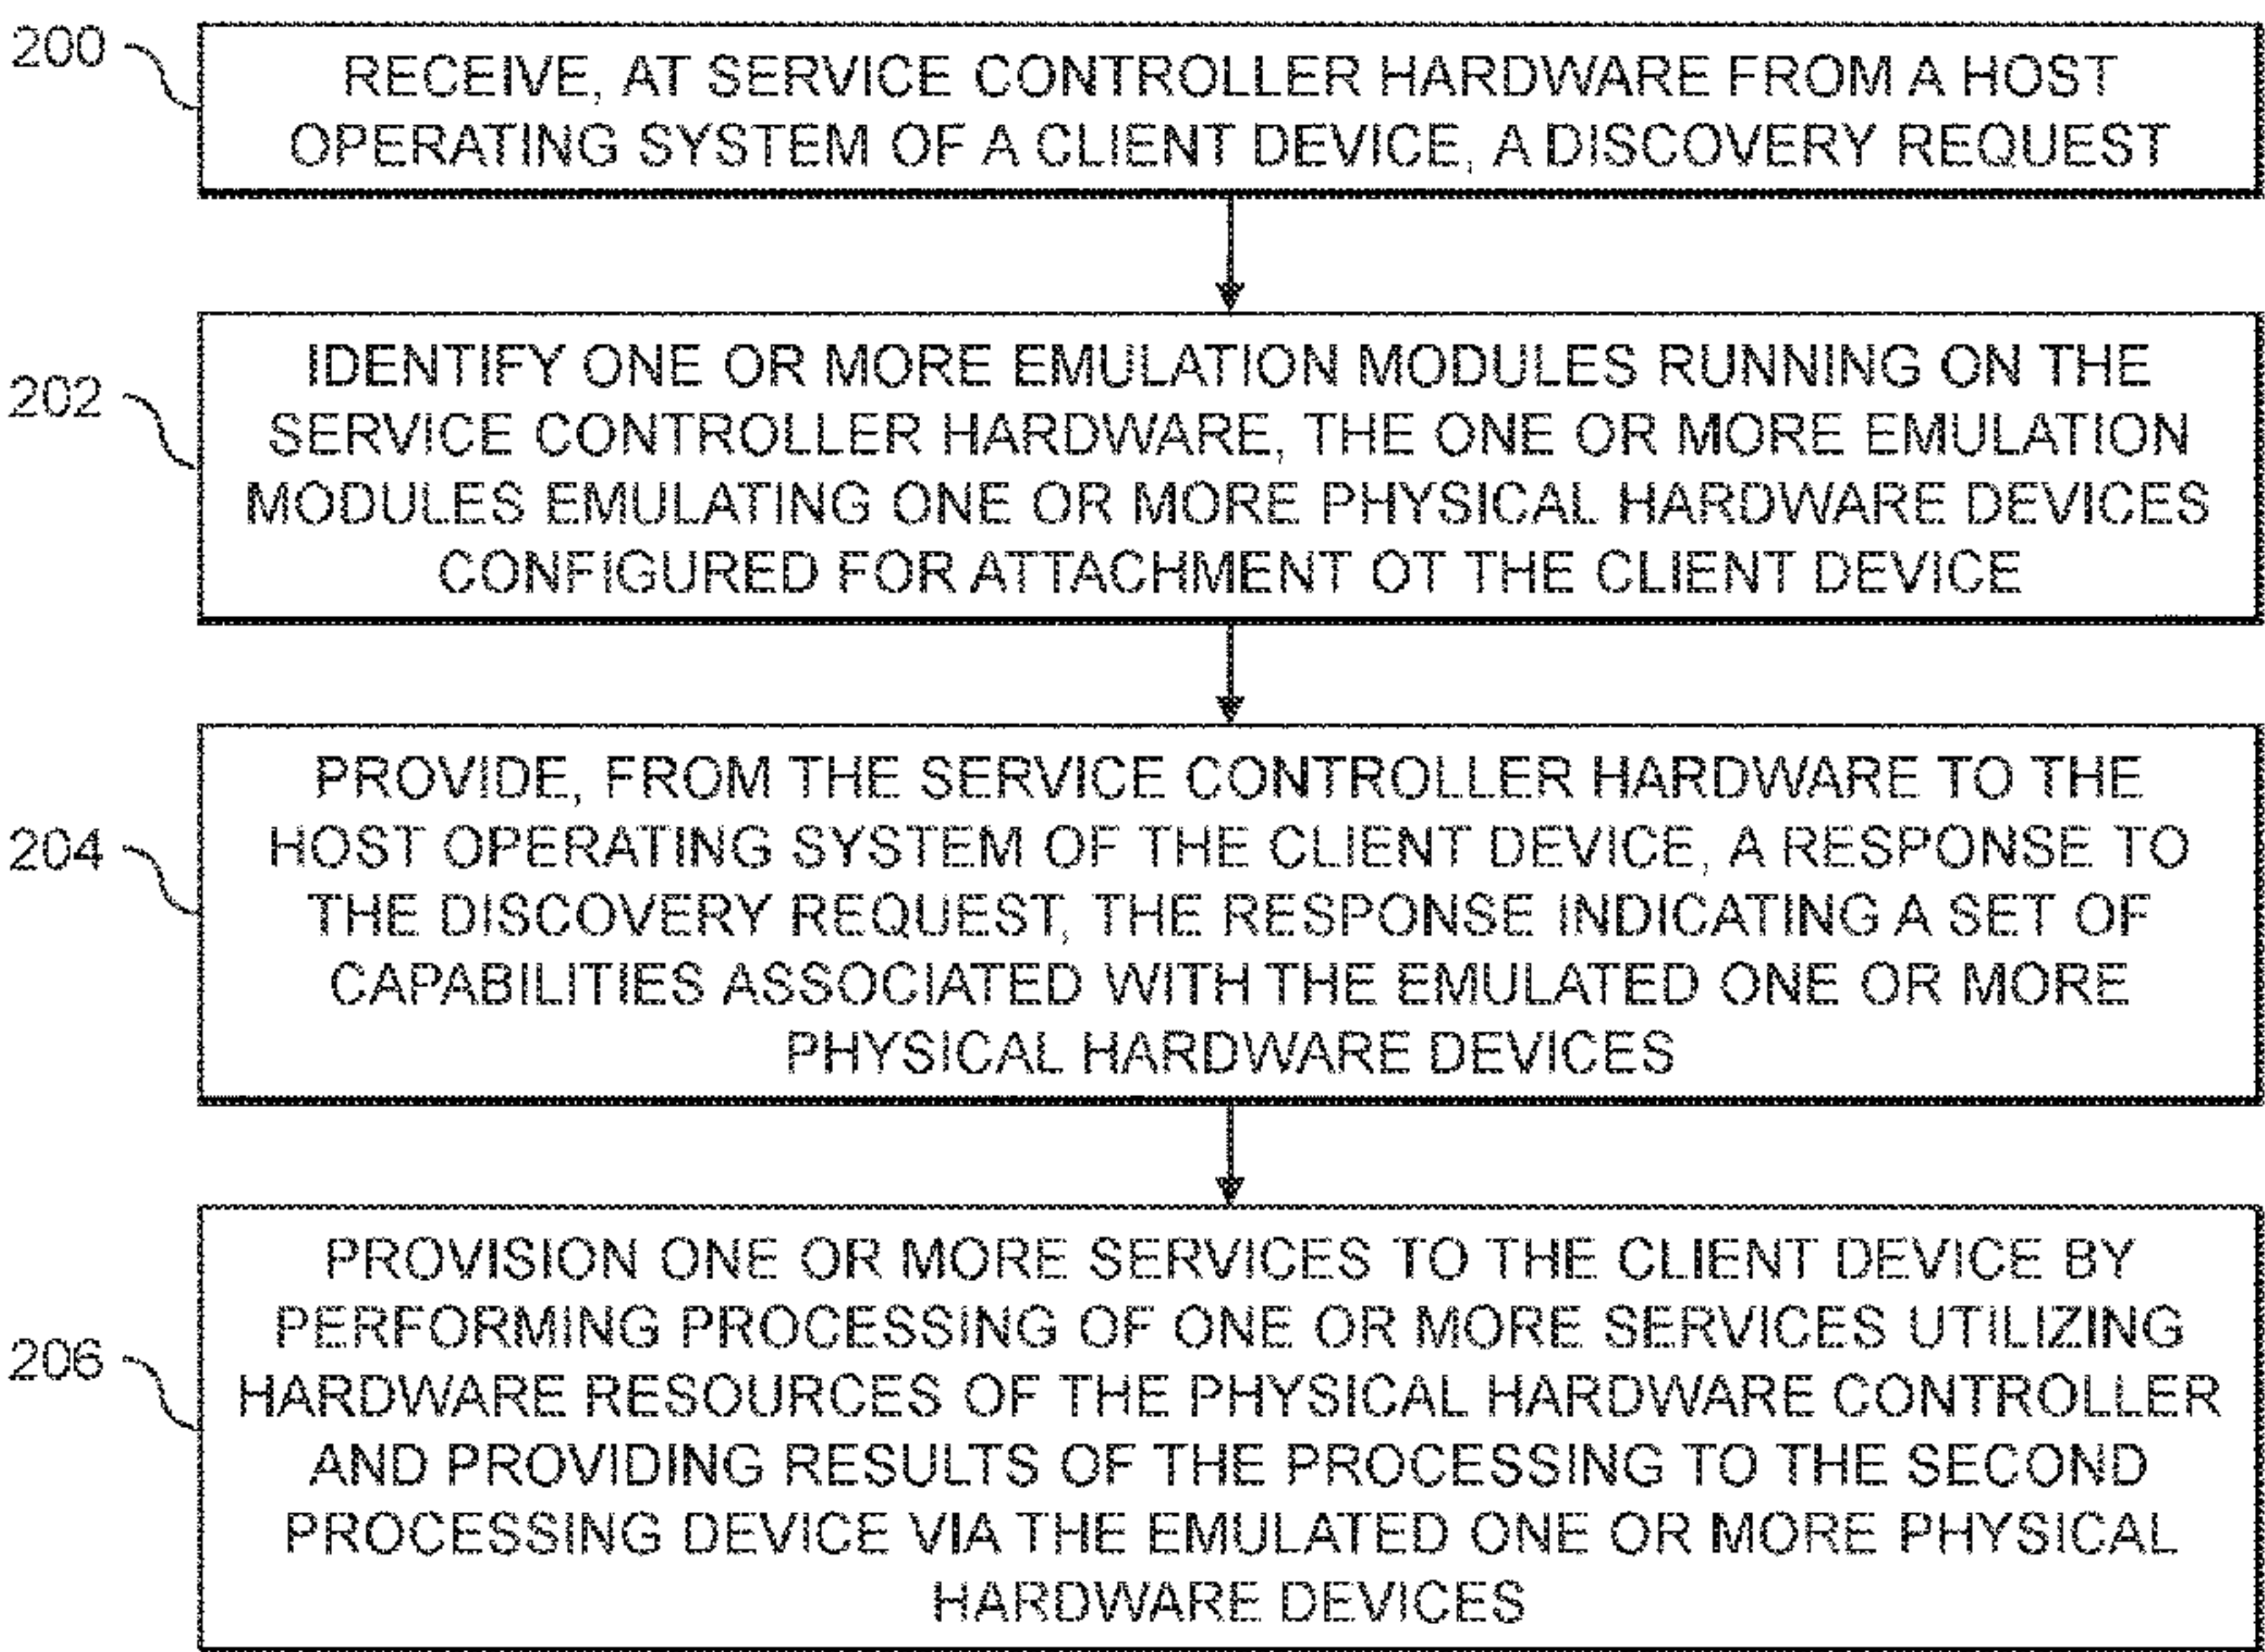 200
RECEIVE, AT SERVICE CONTROLLER HARDWARE FROM A HOST
OPERATING SYSTEM OF A CLIENT DEVICE, A DISCOVERY REQUEST
202
IDENTIFY ONE OR MORE EMULATION MODULES RUNNING ON THE
SERVICE CONTROLLER HARDWARE, THE ONE OR MORE EMULATION
MODULES EMULATING ONE OR MORE PHYSICAL HARDWARE DEVICES
CONFIGURED FOR ATTACHMENT OT THE CLIENT DEVICE
204
PROVIDE, FROM THE SERVICE CONTROLLER HARDWARE TO THE
HOST OPERATING SYSTEM OF THE CLIENT DEVICE, A RESPONSE TO
THE DISCOVERY REQUEST, THE RESPONSE INDICATING A SET OF
CAPABILITIES ASSOCIATED WITH THE EMULATED ONE OR MORE
PHYSICAL HARDWARE DEVICES
206
PROVISION ONE OR MORE SERVICES TO THE CLIENT DEVICE BY
PERFORMING PROCESSING OF ONE OR MORE SERVICES UTILIZING
HARDWARE RESOURCES OF THE PHYSICAL HARDWARE CONTROLLER
AND PROVIDING RESULTS OF THE PROCESSING TO THE SECOND
PROCESSING DEVICE VIA THE EMULATED ONE OR MORE PHYSICAL
HARDWARE DEVICES